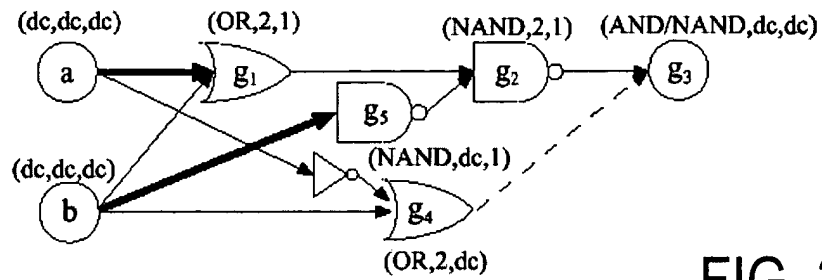 (dc,dc,dc) (OR,2,1) (NAND,2,1) (AND/NAND,dc,dc)
a g1 g2 g3
g5
(dc,dc,dc) (NAND,dc,1)
b g4
(OR,2,dc)
FIG.